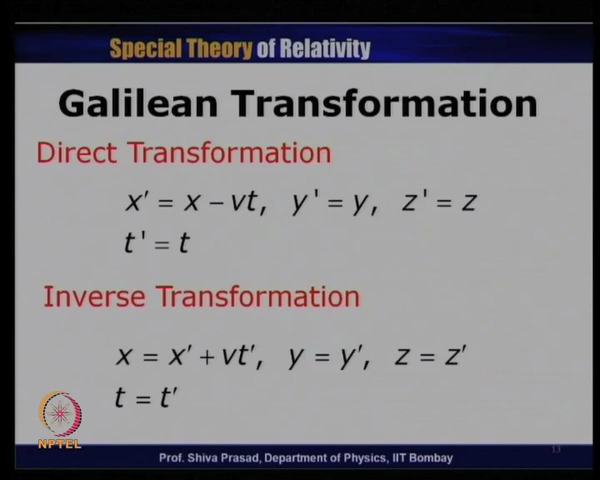 Special Theory of Relativity
Galilean Transformation
Direct Transformation
x′ = x − vt, y' = y, z' = z
t' = t
Inverse Transformation
x = x′ + vt′, y = y′, z = z′
t = t′
NPTEL
Prof. Shiva Prasad, Department of Physics, IIT Bombay
13